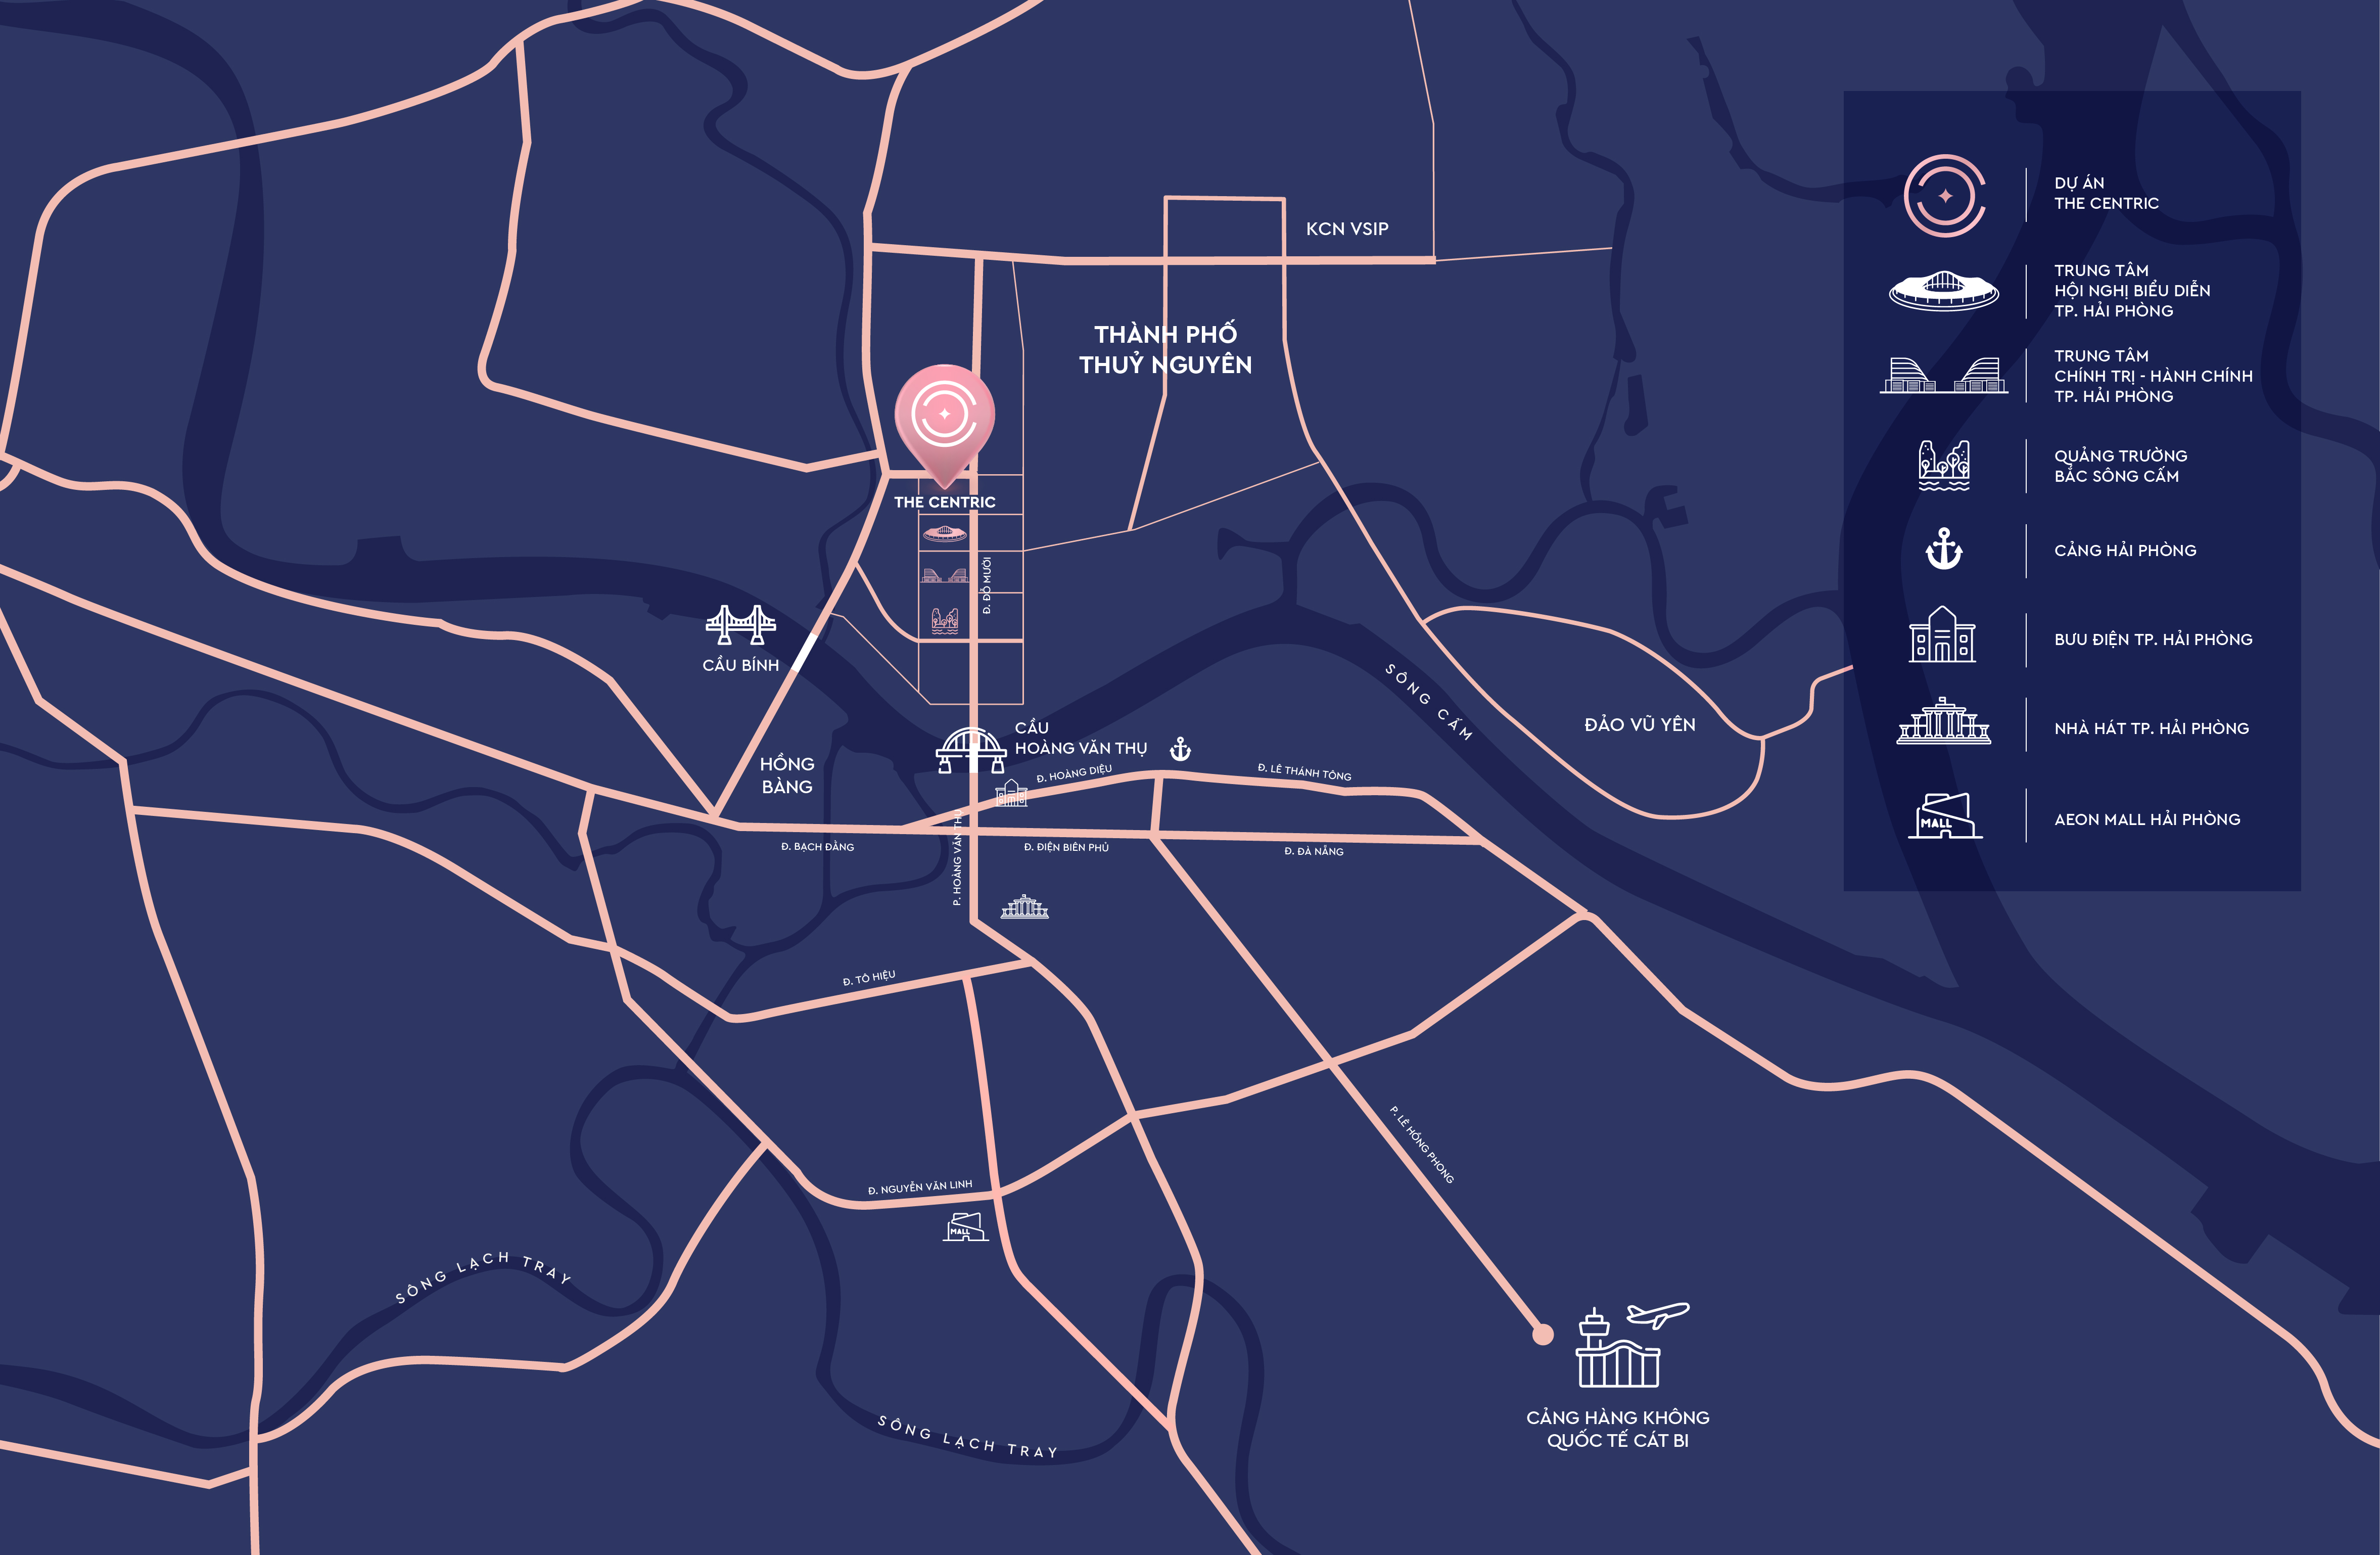 KCN VSIP
THÀNH PHỐ
THUỶ NGUYÊN
THE CENTRIC
Đ. ĐỖ MƯỜI
CẦU BÍNH
SÔNG CẤM
ĐẢO VŨ YÊN
CẦU
HOÀNG VĂN THỤ
HỒNG
BÀNG
Đ. HOÀNG DIỆU
Đ. LÊ THÁNH TÔNG
P. HOÀNG VĂN THỤ
Đ. BẠCH ĐẰNG
Đ. ĐIỆN BIÊN PHỦ
Đ. ĐÀ NẴNG
Đ. TÔ HIỆU
P. LÊ HỒNG PHONG
Đ. NGUYỄN VĂN LINH
MALL
SÔNG LẠCH TRAY
SÔNG LẠCH TRAY
CẢNG HÀNG KHÔNG
QUỐC TẾ CÁT BI
DỰ ÁN
THE CENTRIC
TRUNG TÂM
HỘI NGHỊ BIỂU DIỄN
TP. HẢI PHÒNG
TRUNG TÂM
CHÍNH TRỊ - HÀNH CHÍNH
TP. HẢI PHÒNG
QUẢNG TRƯỜNG
BẮC SÔNG CẤM
CẢNG HẢI PHÒNG
BƯU ĐIỆN TP. HẢI PHÒNG
NHÀ HÁT TP. HẢI PHÒNG
MALL
AEON MALL HẢI PHÒNG